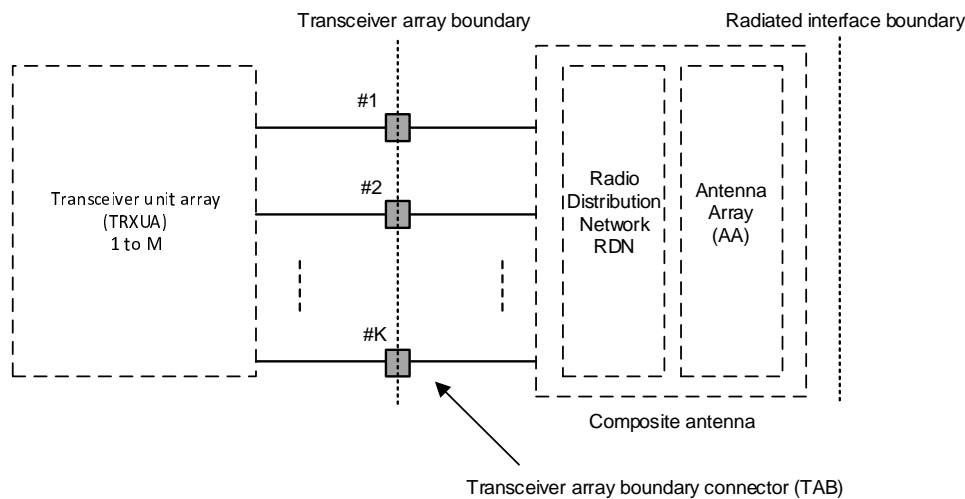 Transceiver array boundary
Radiated interface boundary
#1
#2
#K
Transceiver unit array
(TRXUA)
1 to M
Radio
Distribution
Network
RDN
Antenna
Array
(AA)
Composite antenna
Transceiver array boundary connector (TAB)